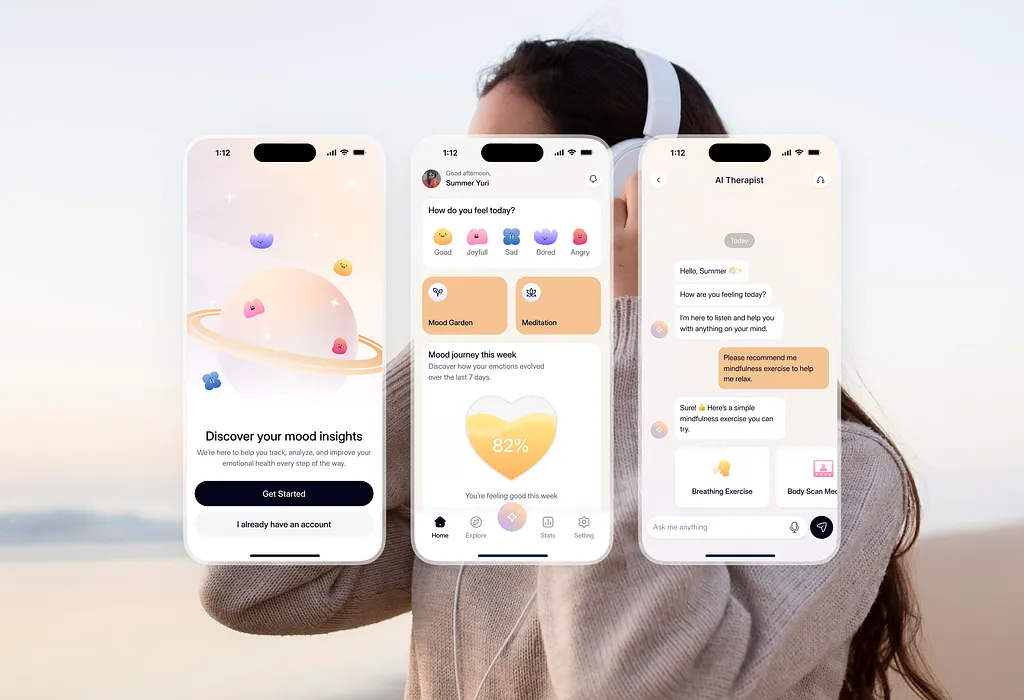 1:12
Discover your mood insights
We're here to help you track, analyze, and improve your
emotional health every step of the way.
Get Started
I already have an account
1:12
Good afternoon,
Summer Yuri
How do you feel today?
Good
Joyfull
Sad
Bored
Angry
Mood Garden
Meditation
Mood journey this week
Discover how your emotions evolved
over the last 7 days.
82%
You're feeling good this week
Home
Explore
Stats
Setting
1:12
AI Therapist
Today
Hello, Summer 👋🏻✨
How are you feeling today?
I'm here to listen and help you
with anything on your mind.
Please recommend me
mindfulness exercise to help
me relax.
Sure! 👍 Here's a simple
mindfulness exercise you can
try.
Breathing Exercise
Body Scan Med
Ask me anything